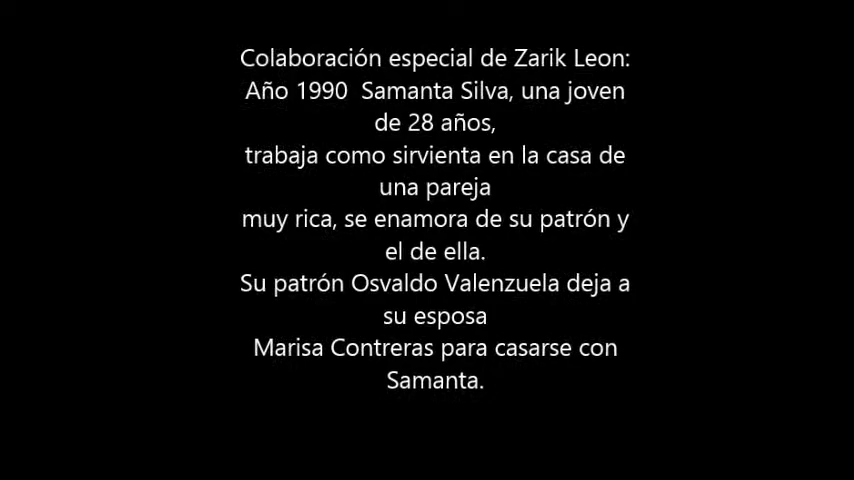 Colaboración especial de Zarik Leon:
Año 1990  Samanta Silva, una joven
de 28 años,
trabaja como sirvienta en la casa de
una pareja
muy rica, se enamora de su patrón y
el de ella.
Su patrón Osvaldo Valenzuela deja a
su esposa
Marisa Contreras para casarse con
Samanta.